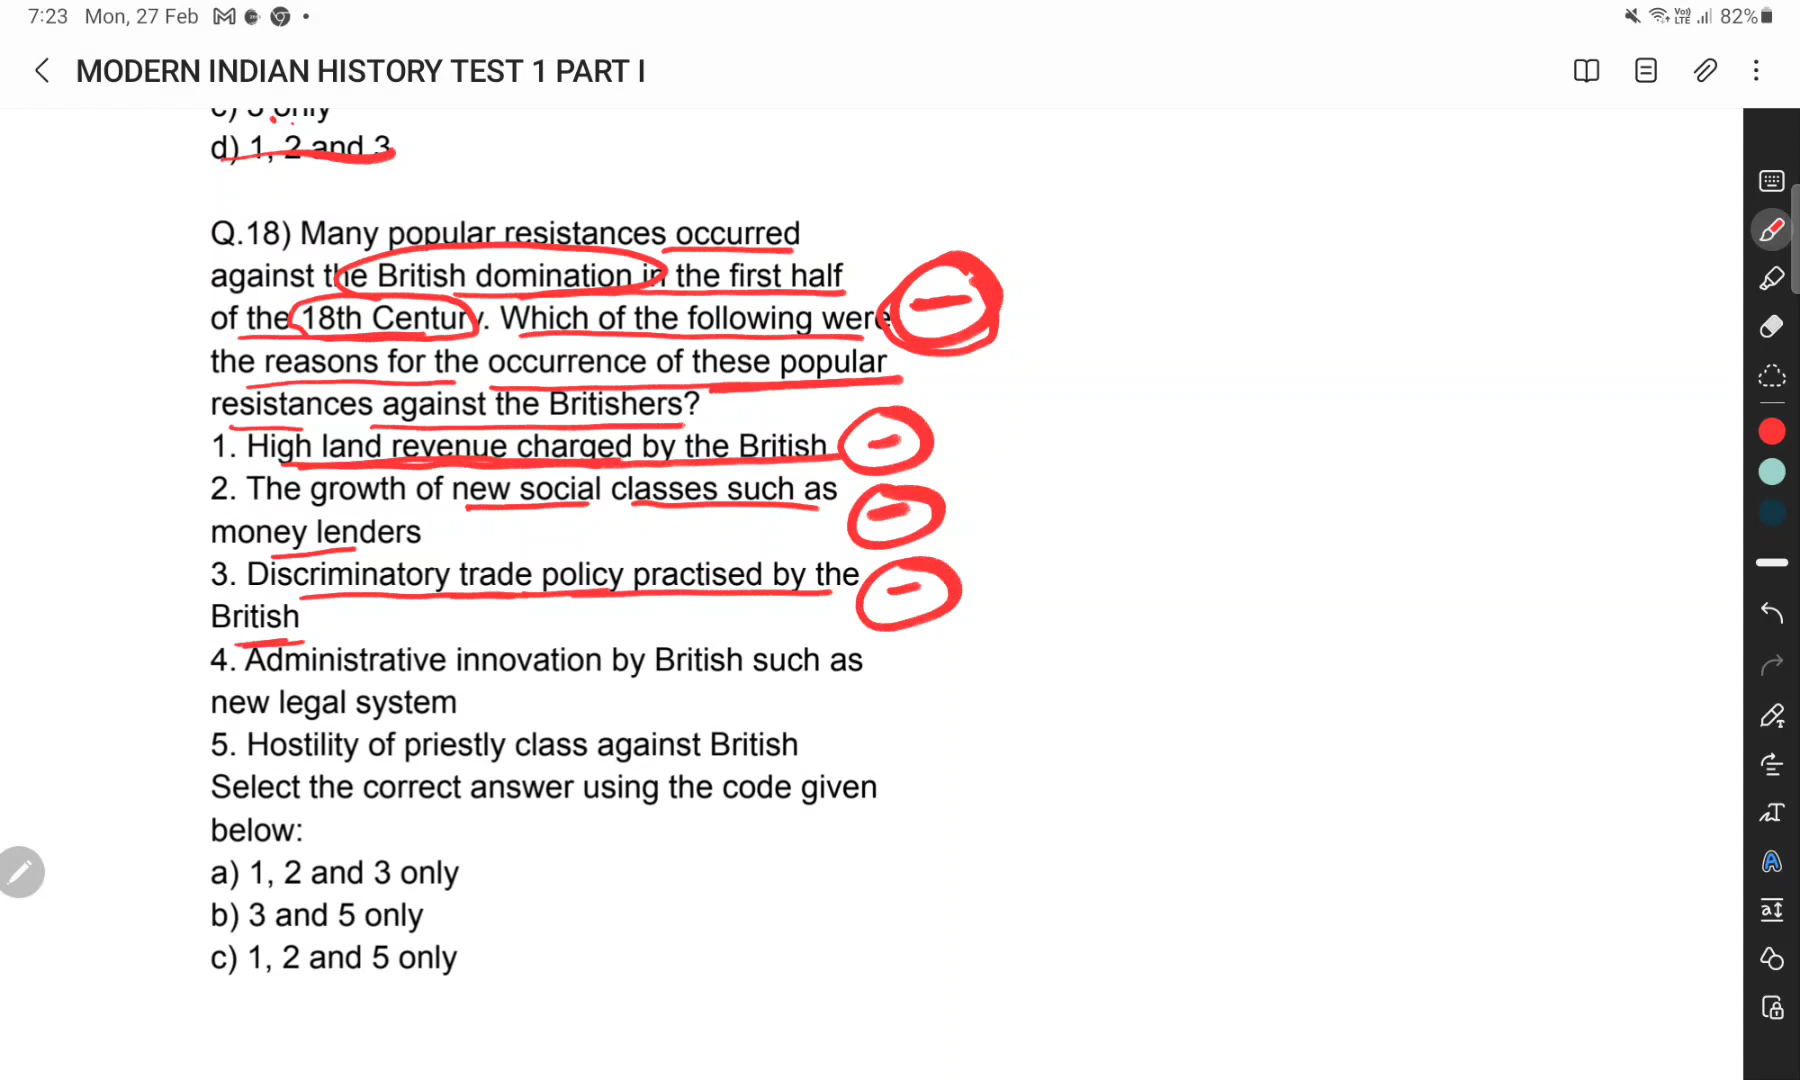 7:23 Mon, 27 Feb
82%
MODERN INDIAN HISTORY TEST 1 PART I
c) 3 only
d) 1, 2 and 3
Q.18) Many popular resistances occurred
against the British domination in the first half
of the 18th Century. Which of the following were
the reasons for the occurrence of these popular
resistances against the Britishers?
1. High land revenue charged by the British
2. The growth of new social classes such as
money lenders
3. Discriminatory trade policy practised by the
British
4. Administrative innovation by British such as
new legal system
5. Hostility of priestly class against British
Select the correct answer using the code given
below:
a) 1, 2 and 3 only
b) 3 and 5 only
c) 1, 2 and 5 only